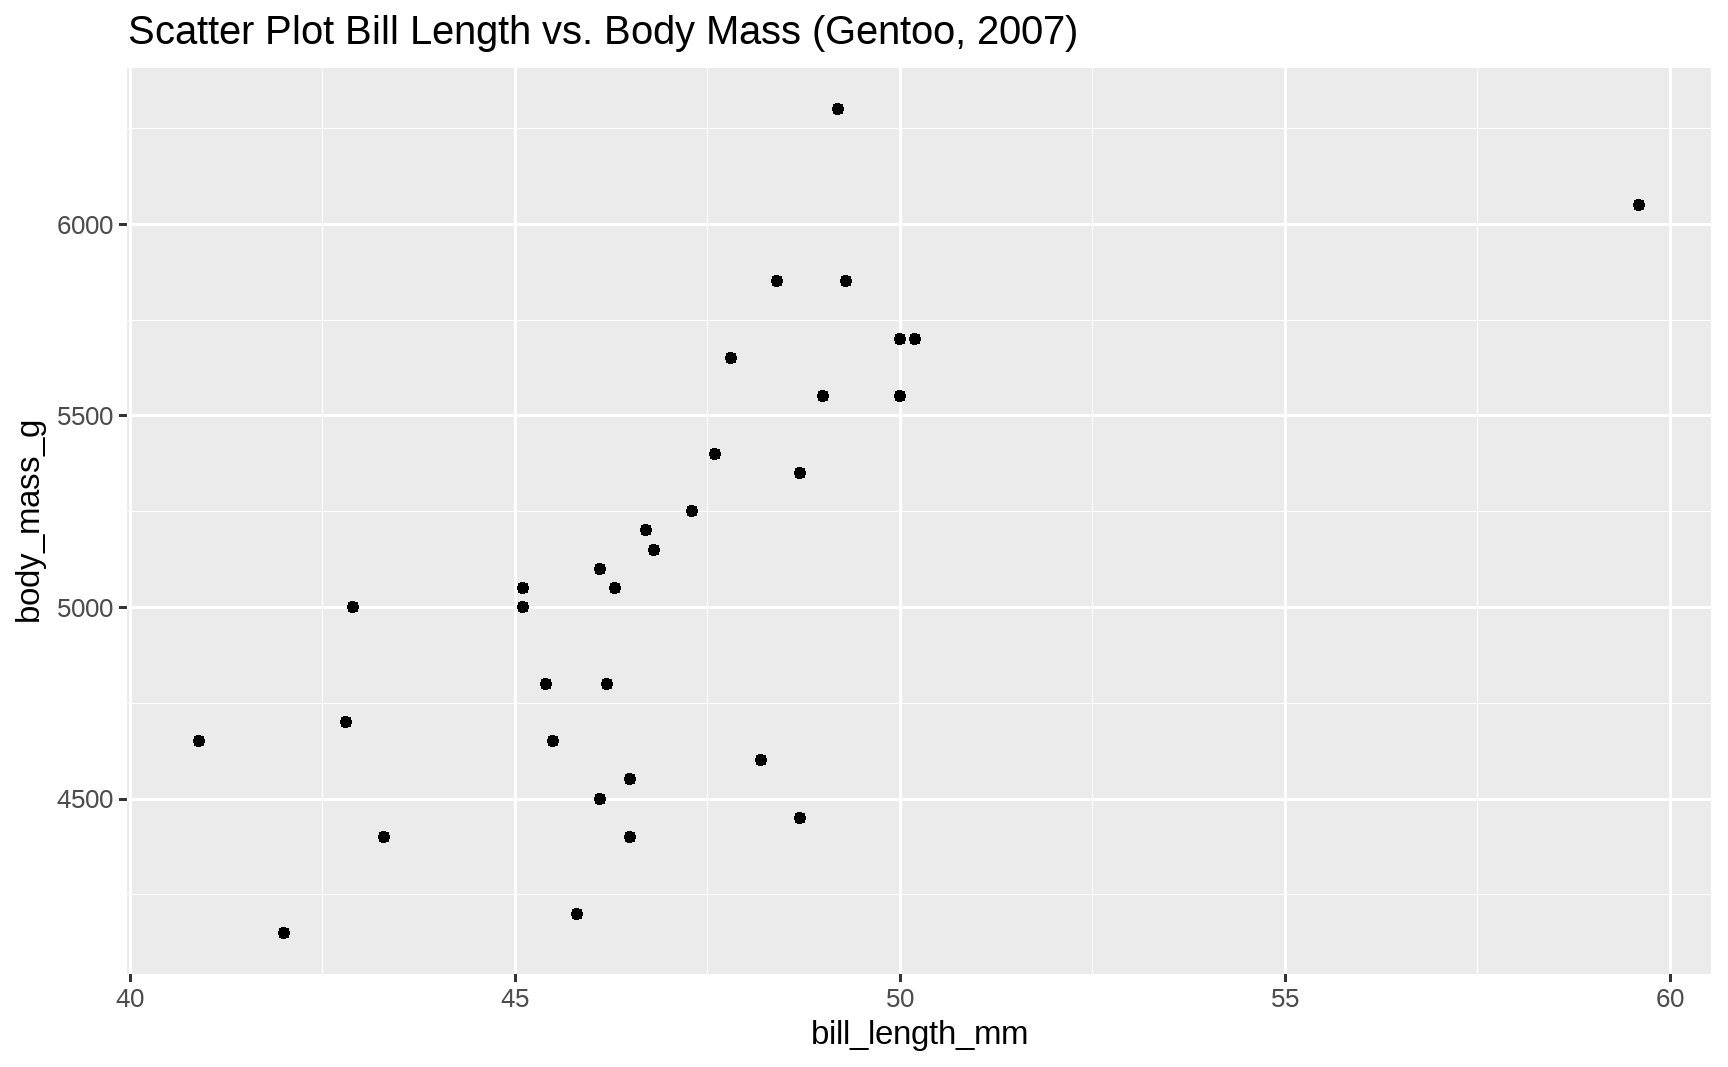 Scatter Plot Bill Length vs. Body Mass (Gentoo, 2007)
body_mass_g
6000
5500
5000
4500
40 45 50 55 60
bill_length_mm